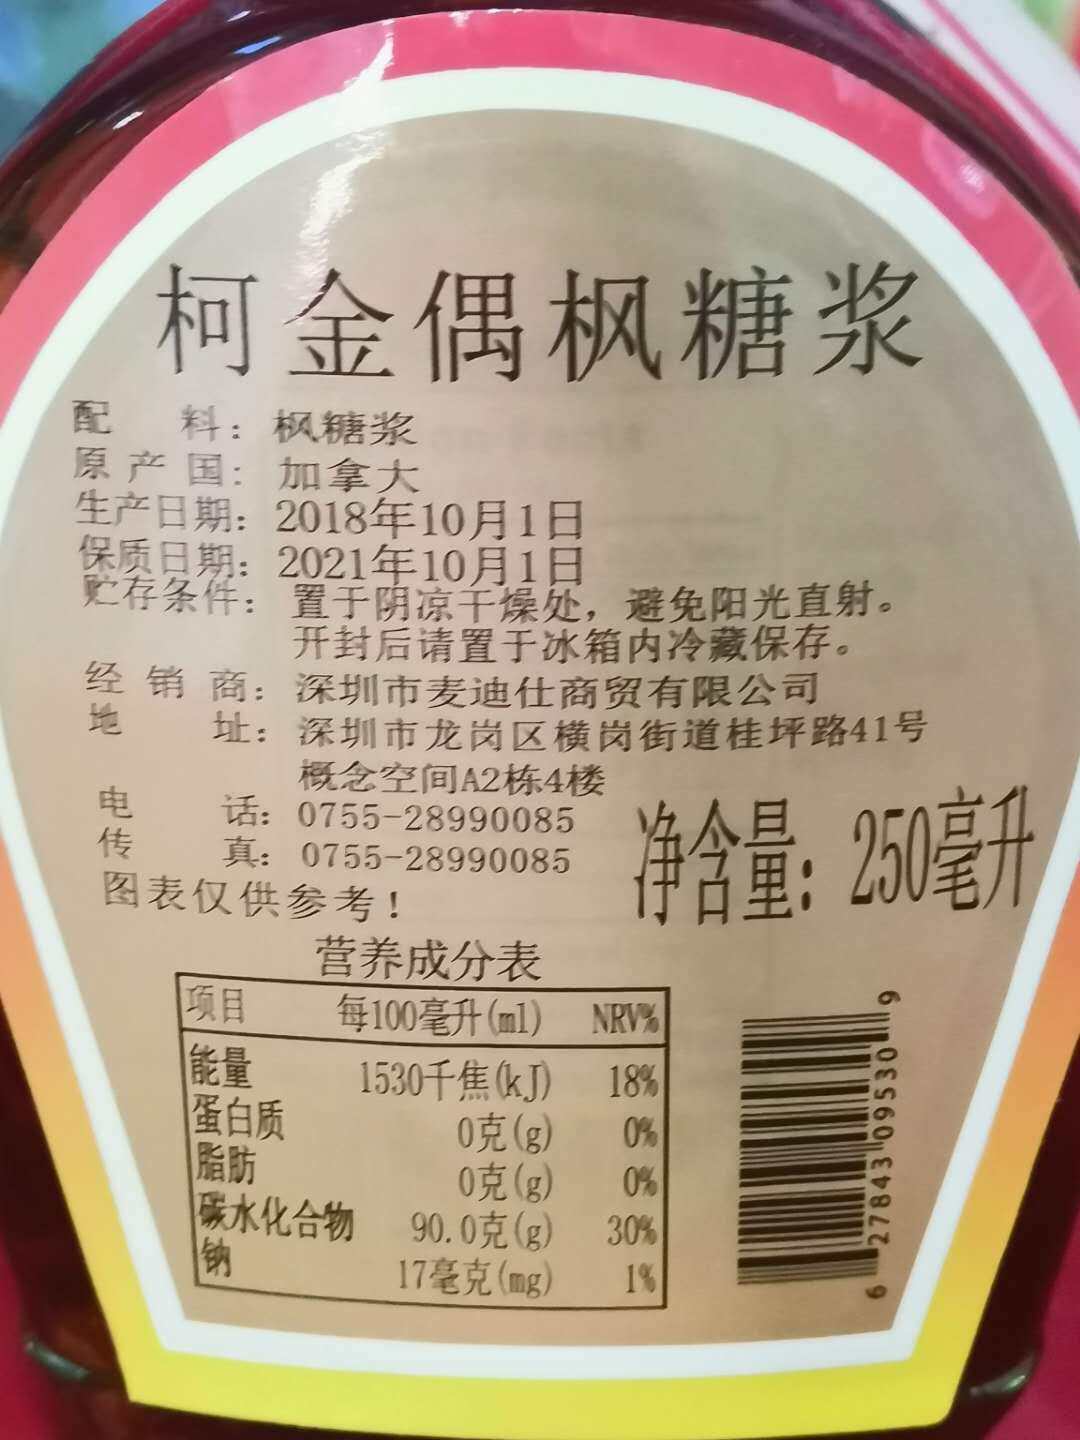 柯金偶枫糖浆
配料：枫糖浆
原产国：加拿大
生产日期：2018年10月1日
保质日期：2021年10月1日
贮存条件：置于阴凉干燥处，避免阳光直射。
开封后请置于冰箱内冷藏保存。
经销商：深圳市麦迪仕商贸有限公司
地址：深圳市龙岗区横岗街道桂坪路41号
概念空间A2栋4楼
电话：0755-28990085
传真：0755-28990085
图表仅供参考！
净含量：250毫升
营养成分表
项目 每100毫升(ml) NRV%
能量 1530千焦(kJ) 18%
蛋白质 0克(g) 0%
脂肪 0克(g) 0%
碳水化合物 90.0克(g) 30%
钠 17毫克(mg) 1%
6 27843 09530 9